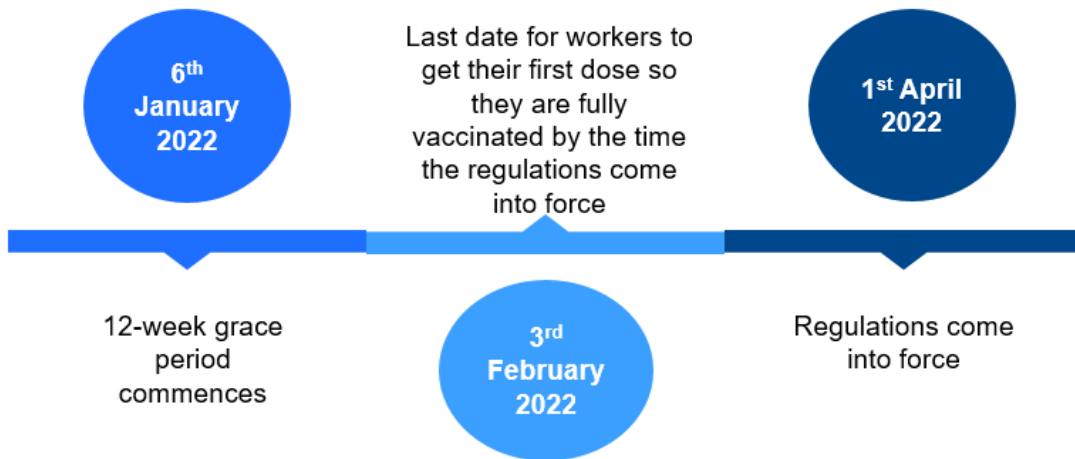 6th
January
2022
12-week grace
period
commences
Last date for workers to
get their first dose so
they are fully
vaccinated by the time
the regulations come
into force
3rd
February
2022
1st April
2022
Regulations come
into force